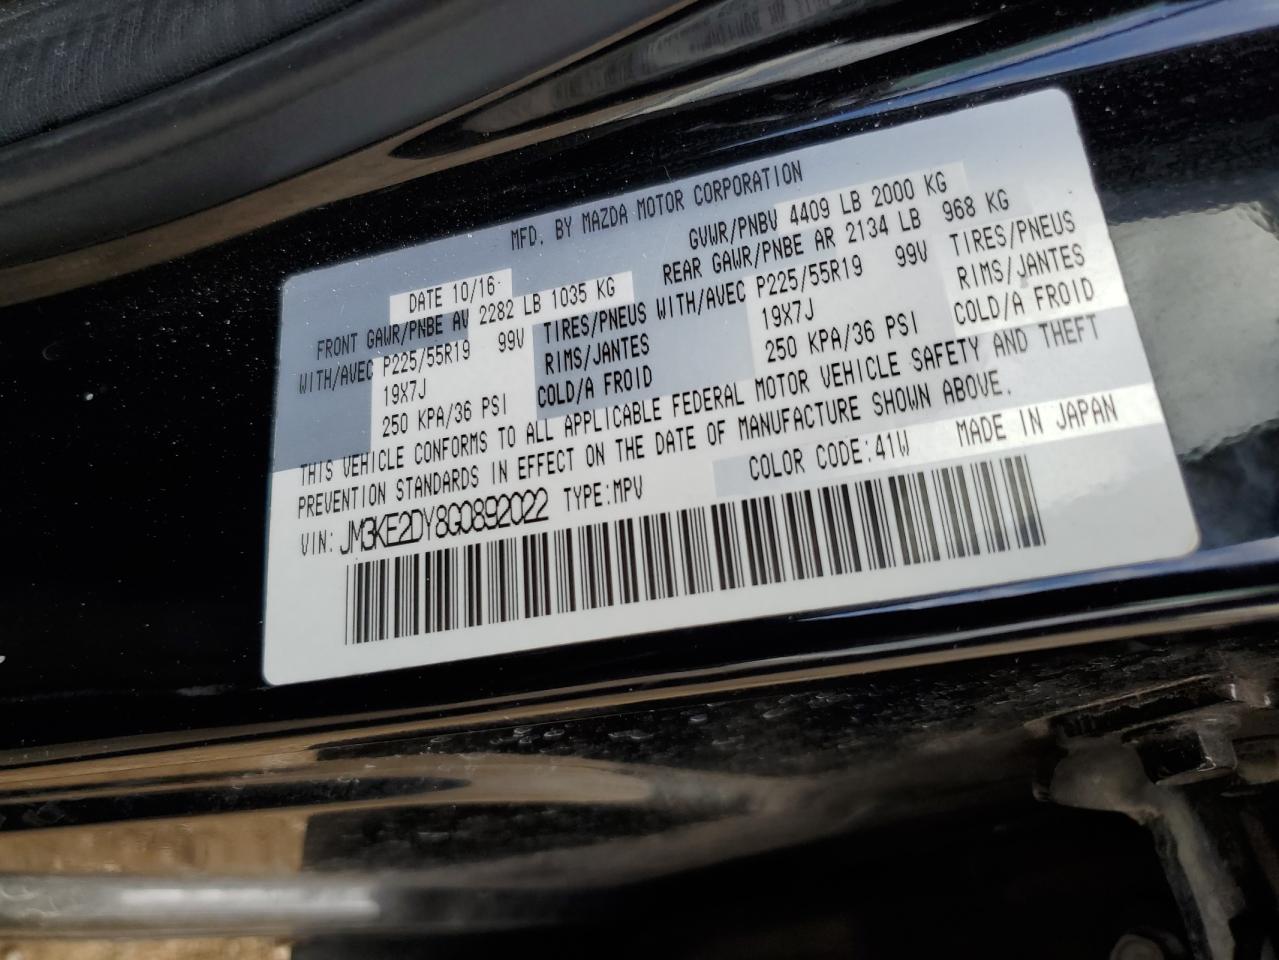 MFD. BY MAZDA MOTOR CORPORATION
DATE 10/16 GVWR/PNBV 4409 LB 2000 KG
FRONT GAWR/PNBE AV 2282 LB 1035 KG REAR GAWR/PNBE AR 2134 LB 968 KG
WITH/AVEC P225/55R19 99V TIRES/PNEUS WITH/AVEC P225/55R19 99V TIRES/PNEUS
19X7J RIMS/JANTES 19X7J RIMS/JANTES
250 KPA/36 PSI COLD/A FROID 250 KPA/36 PSI COLD/A FROID
THIS VEHICLE CONFORMS TO ALL APPLICABLE FEDERAL MOTOR VEHICLE SAFETY AND THEFT
PREVENTION STANDARDS IN EFFECT ON THE DATE OF MANUFACTURE SHOWN ABOVE.
VIN: JM3KE2DY8G0892022 TYPE:MPV COLOR CODE:41W MADE IN JAPAN